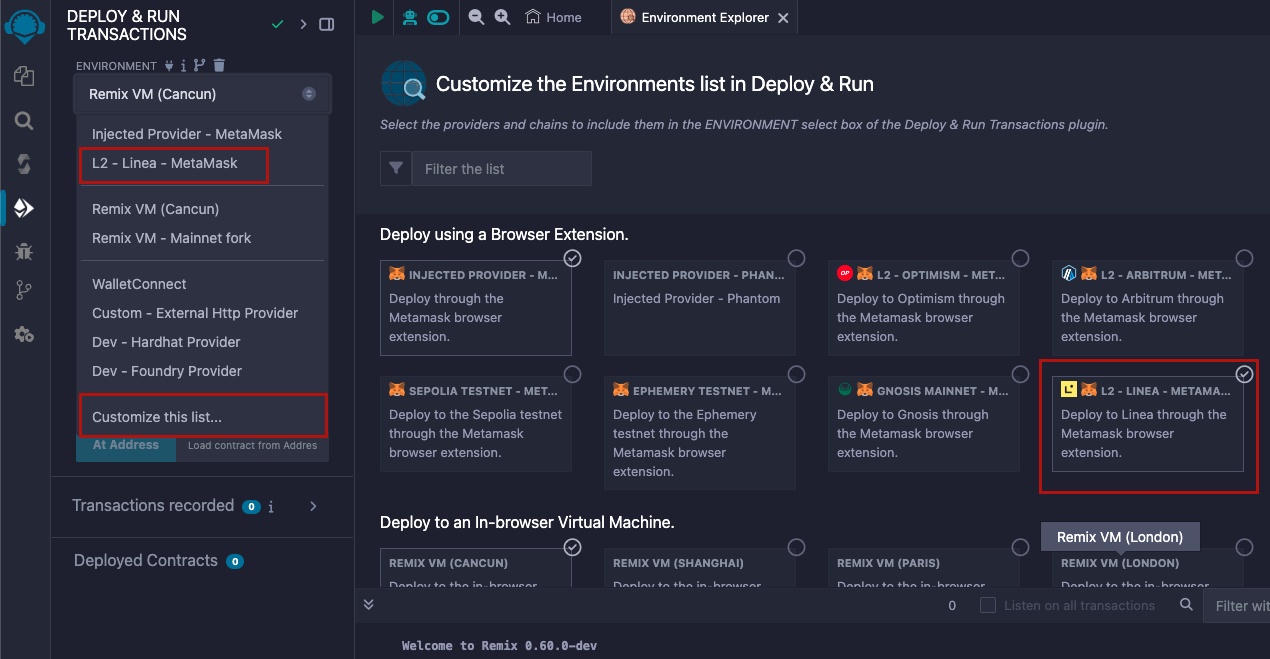 DEPLOY & RUN
TRANSACTIONS
ENVIRONMENT
Remix VM (Cancun)
Injected Provider - MetaMask
L2 - Linea - MetaMask
Remix VM (Cancun)
Remix VM - Mainnet fork
WalletConnect
Custom - External Http Provider
Dev - Hardhat Provider
Dev - Foundry Provider
Customize this list...
At Address
Load contract from Addres
Transactions recorded 0 i
Deployed Contracts 0
Home
Environment Explorer
Customize the Environments list in Deploy & Run
Select the providers and chains to include them in the ENVIRONMENT select box of the Deploy & Run Transactions plugin.
Filter the list
Deploy using a Browser Extension.
INJECTED PROVIDER - M...
Deploy through the
Metamask browser
extension.
INJECTED PROVIDER - PHAN...
Injected Provider - Phantom
OP L2 - OPTIMISM - MET...
Deploy to Optimism through
the Metamask browser
extension.
L2 - ARBITRUM - MET...
Deploy to Arbitrum through
the Metamask browser
extension.
SEPOLIA TESTNET - MET...
Deploy to the Sepolia testnet
through the Metamask
browser extension.
EPHEMERY TESTNET - M...
Deploy to the Ephemery
testnet through the
Metamask browser
extension.
GNOSIS MAINNET - M...
Deploy to Gnosis through
the Metamask browser
extension.
L2 - LINEA - METAMA...
Deploy to Linea through the
Metamask browser
extension.
Deploy to an In-browser Virtual Machine.
Remix VM (London)
REMIX VM (CANCUN)
Deploy to the in-browser
REMIX VM (SHANGHAI)
Deploy to the in-browser
REMIX VM (PARIS)
Deploy to the in-browser
REMIX VM (LONDON)
Deploy to the in-browser
0
Listen on all transactions
Filter wit
Welcome to Remix 0.60.0-dev